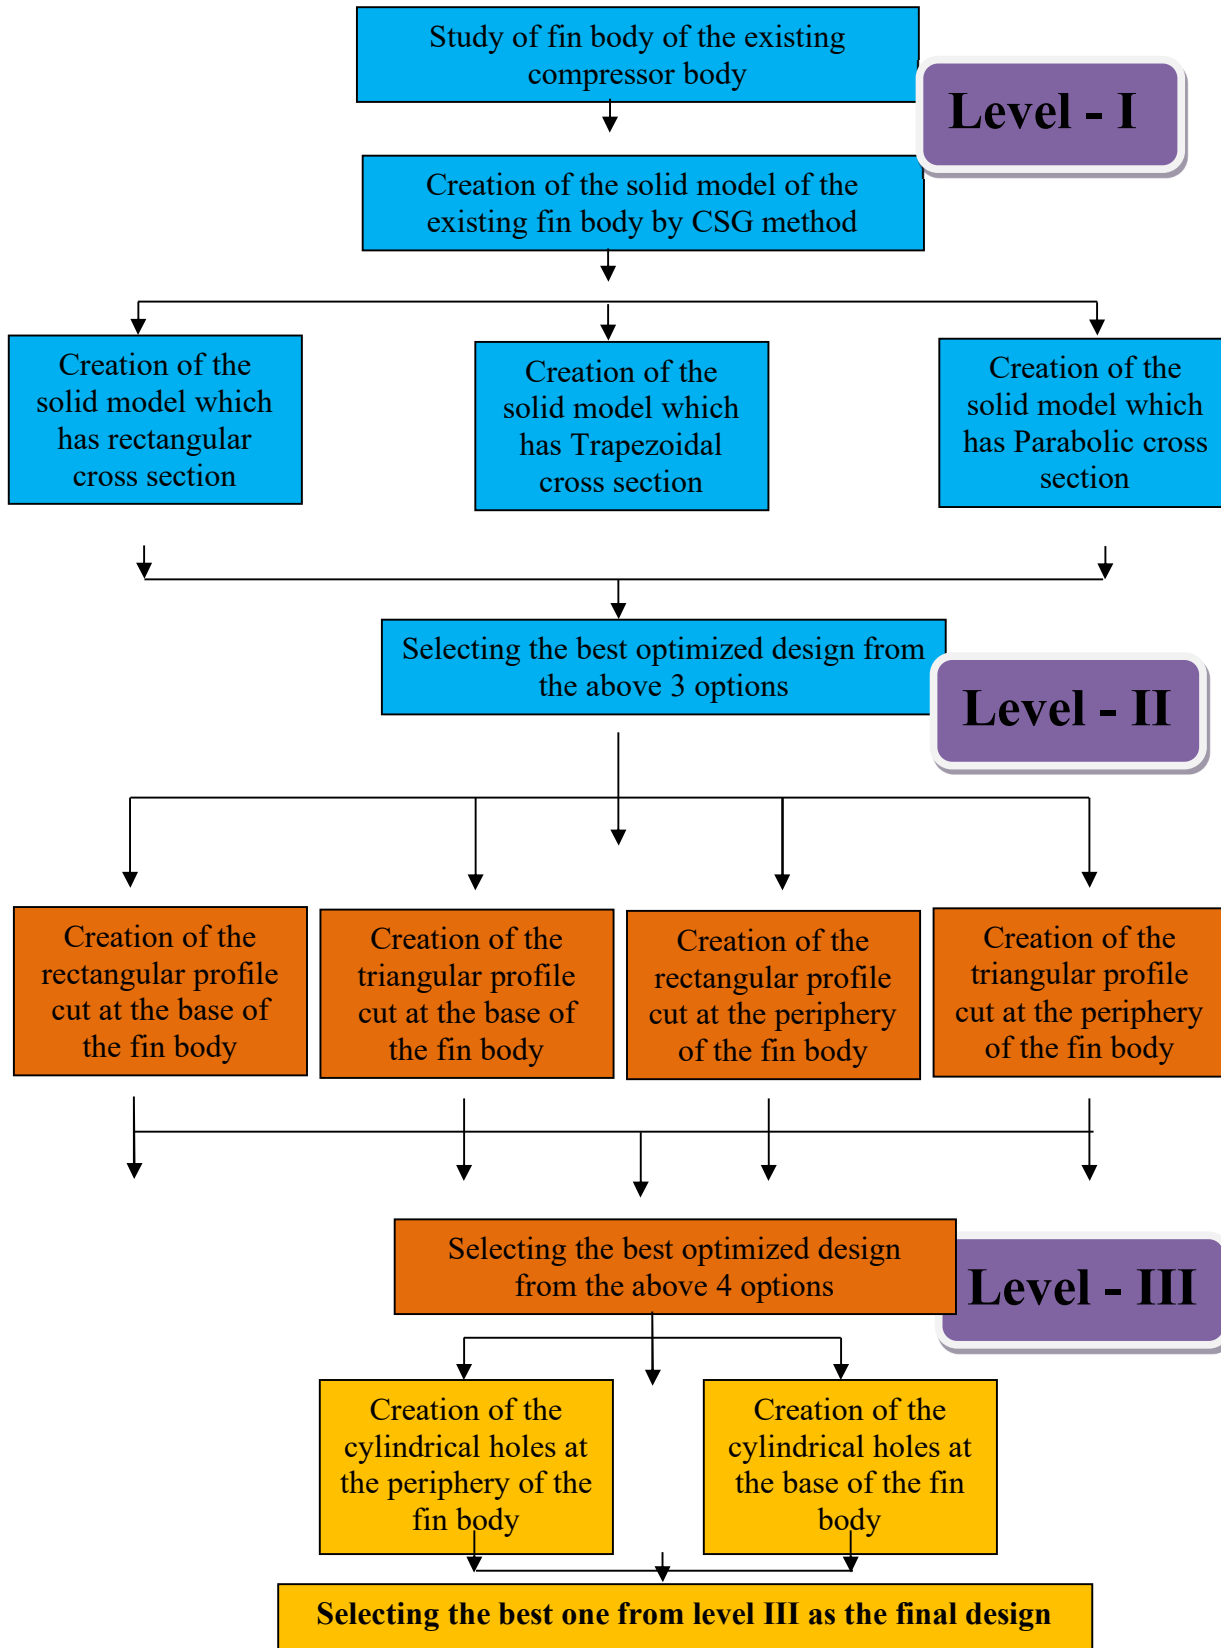 Study of fin body of the existing
compressor body
Level - I
Creation of the solid model of the
existing fin body by CSG method
Creation of the
solid model which
has rectangular
cross section
Creation of the
solid model which
has Trapezoidal
cross section
Creation of the
solid model which
has Parabolic cross
section
Selecting the best optimized design from
the above 3 options
Level - II
Creation of the
rectangular profile
cut at the base of
the fin body
Creation of the
triangular profile
cut at the base of
the fin body
Creation of the
rectangular profile
cut at the periphery
of the fin body
Creation of the
triangular profile
cut at the periphery
of the fin body
Selecting the best optimized design
from the above 4 options
Level - III
Creation of the
cylindrical holes at
the periphery of the
fin body
Creation of the
cylindrical holes at
the base of the fin
body
Selecting the best one from level III as the final design